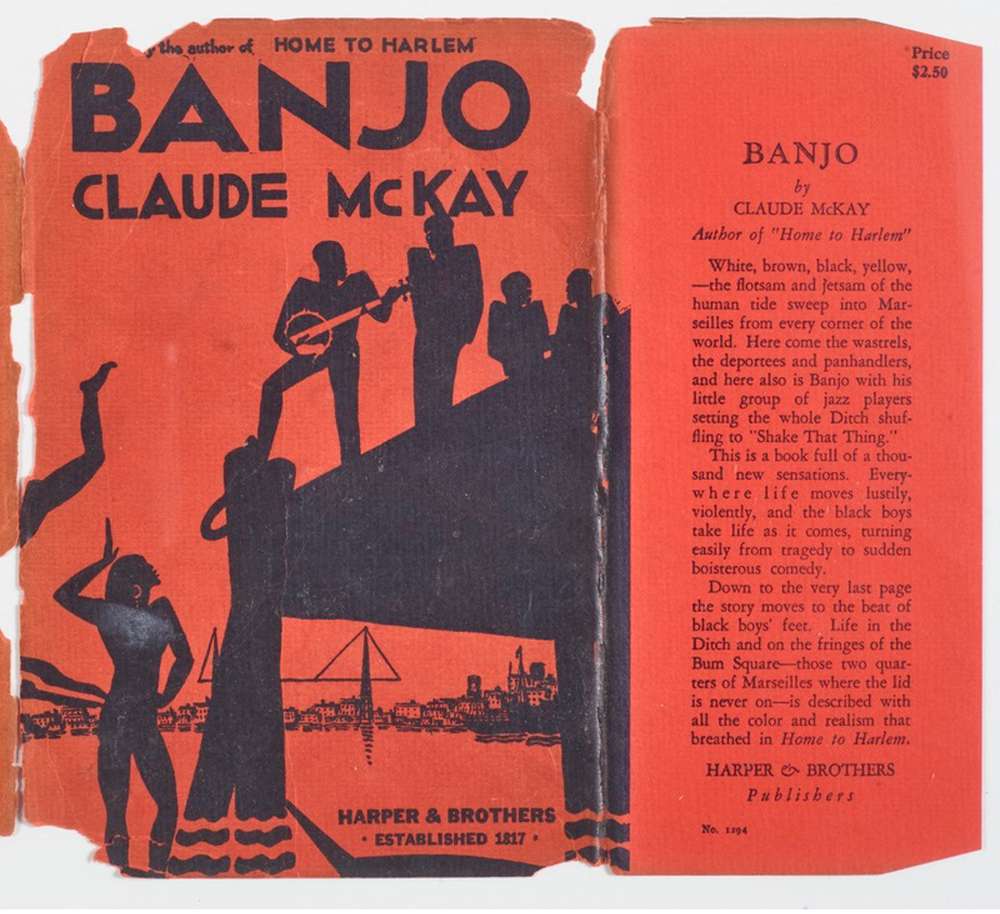 by the author of HOME TO HARLEM
BANJO
CLAUDE McKAY
HARPER & BROTHERS
• ESTABLISHED 1817 •
Price
$2.50
BANJO
by
CLAUDE McKAY
Author of "Home to Harlem"
White, brown, black, yellow,
—the flotsam and jetsam of the
human tide sweep into Mar-
seilles from every corner of the
world. Here come the wastrels,
the deportees and panhandlers,
and here also is Banjo with his
little group of jazz players
setting the whole Ditch shuf-
fling to "Shake That Thing."
This is a book full of a thou-
sand new sensations. Every-
where life moves lustily,
violently, and the black boys
take life as it comes, turning
easily from tragedy to sudden
boisterous comedy.
Down to the very last page
the story moves to the beat of
black boys' feet. Life in the
Ditch and on the fringes of the
Bum Square—those two quar-
ters of Marseilles where the lid
is never on—is described with
all the color and realism that
breathed in Home to Harlem.
HARPER & BROTHERS
Publishers
No. 1294